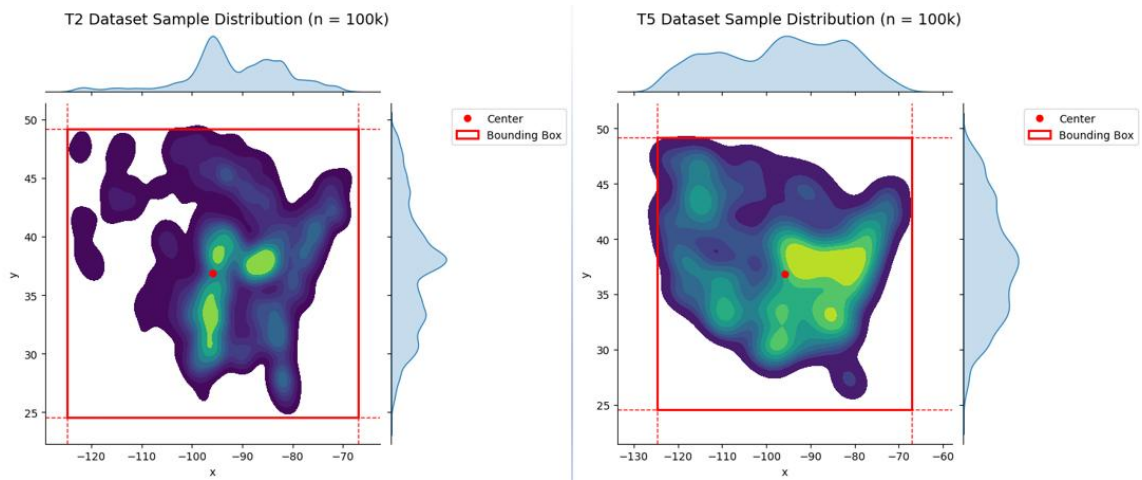 T2 Dataset Sample Distribution (n = 100k)
50
45
40
35
30
25
y
−120
−110
−100
−90
−80
−70
x
Center
Bounding Box
T5 Dataset Sample Distribution (n = 100k)
50
45
40
35
30
25
y
−130
−120
−110
−100
−90
−80
−70
−60
x
Center
Bounding Box